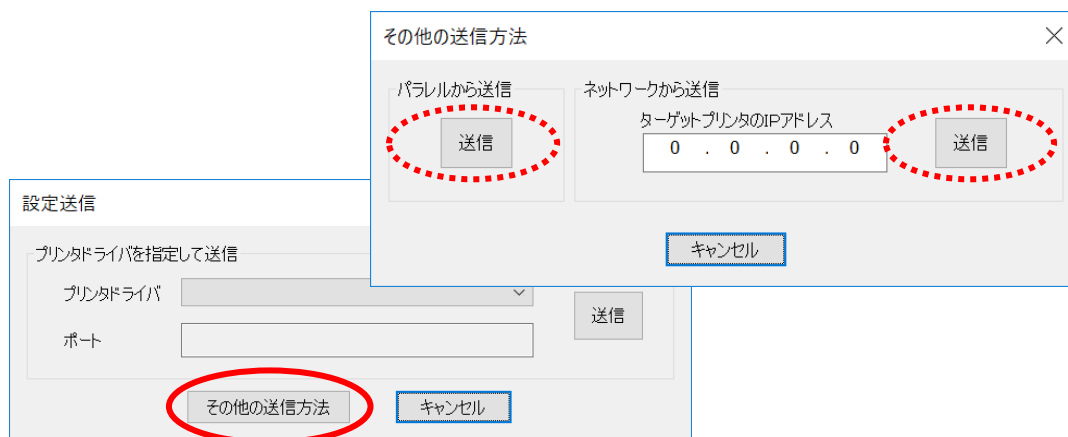 その他の送信方法
パラレルから送信
送信
ネットワークから送信
ターゲットプリンタのIPアドレス
0 . 0 . 0 . 0
送信
キャンセル
設定送信
プリンタドライバを指定して送信
プリンタドライバ
ポート
送信
その他の送信方法
キャンセル